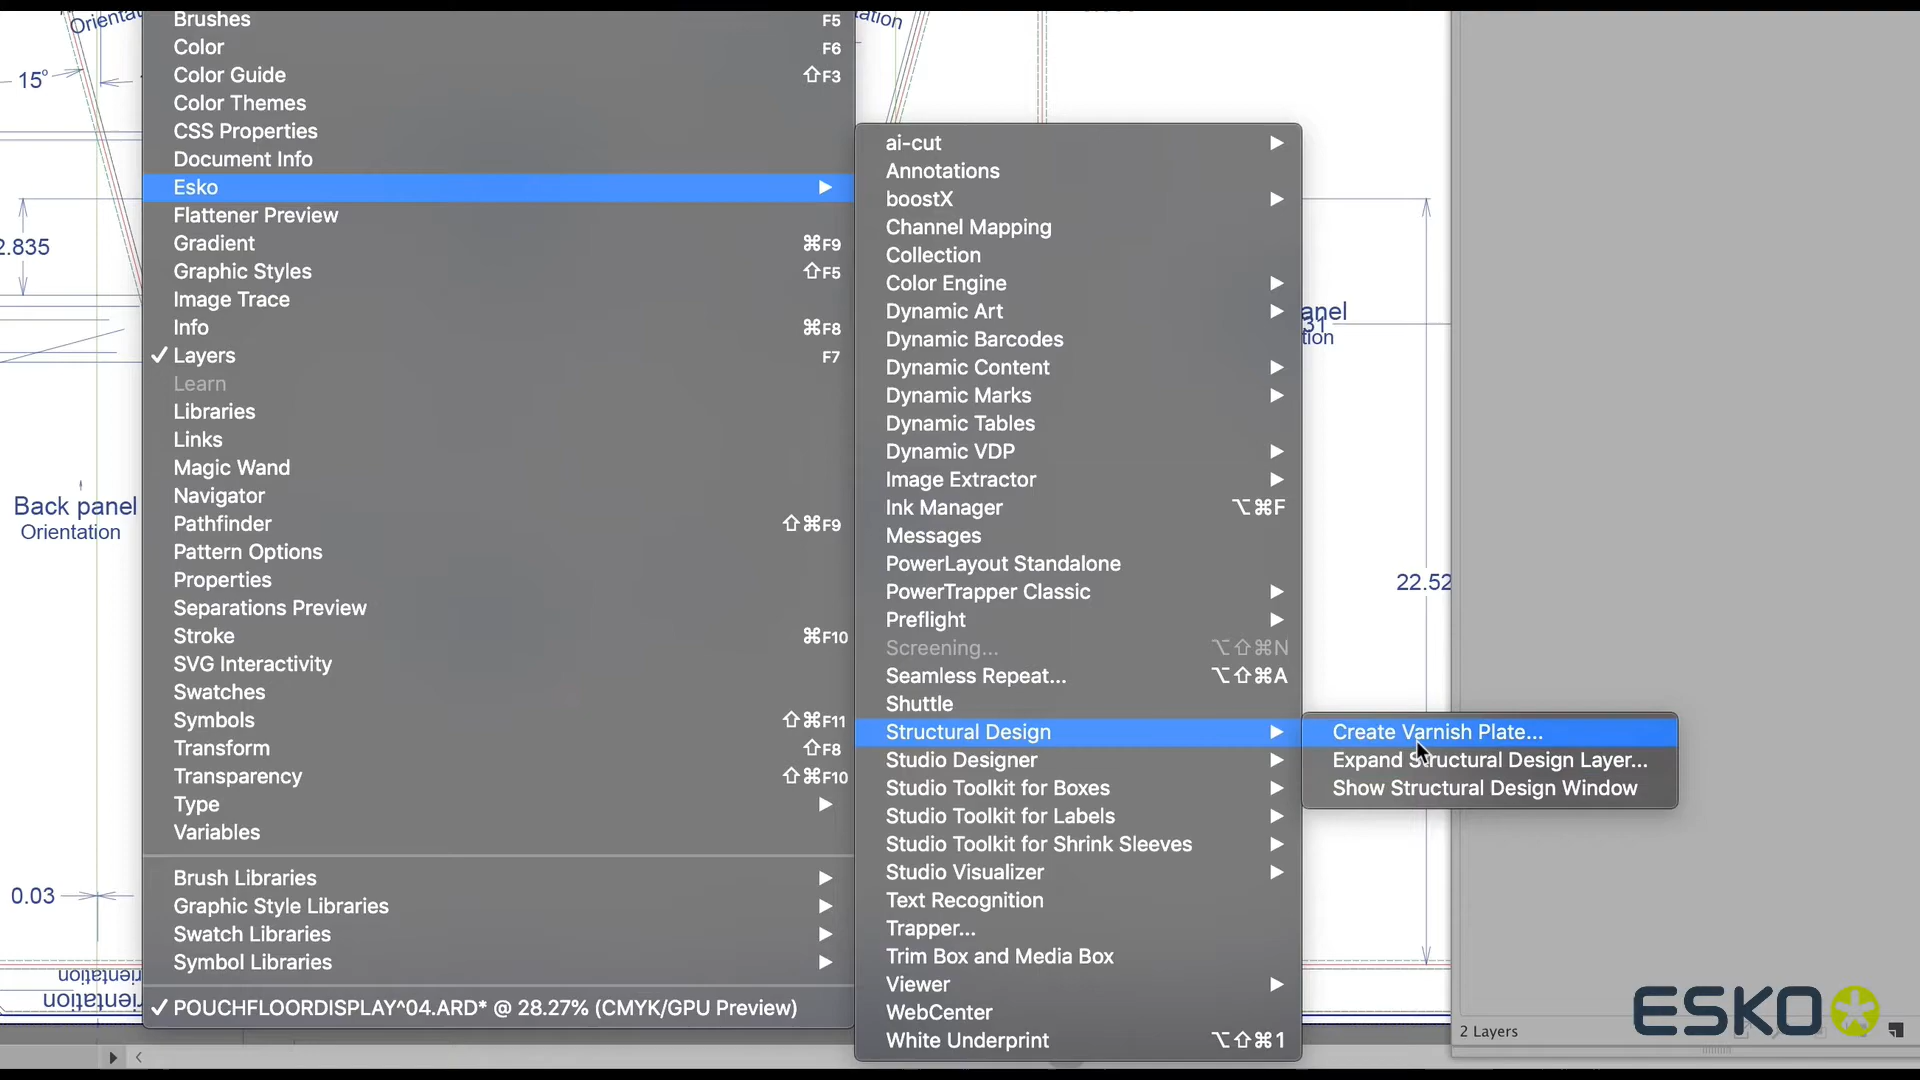 Orientati
ation
15°
2.835
Back panel
Orientation
0.03
Brushes F5
Color F6
Color Guide ⇧F3
Color Themes
CSS Properties
Document Info
Esko
Flattener Preview
Gradient ⌘F9
Graphic Styles ⇧F5
Image Trace
Info ⌘F8
✓ Layers F7
Learn
Libraries
Links
Magic Wand
Navigator
Pathfinder ⇧⌘F9
Pattern Options
Properties
Separations Preview
Stroke ⌘F10
SVG Interactivity
Swatches
Symbols ⇧⌘F11
Transform ⇧F8
Transparency ⇧⌘F10
Type
Variables
Brush Libraries
Graphic Style Libraries
Swatch Libraries
Symbol Libraries
✓ POUCHFLOORDISPLAY^04.ARD* @ 28.27% (CMYK/GPU Preview)
ai-cut
Annotations
boostX
Channel Mapping
Collection
Color Engine
Dynamic Art
Dynamic Barcodes
Dynamic Content
Dynamic Marks
Dynamic Tables
Dynamic VDP
Image Extractor
Ink Manager ⌥⌘F
Messages
PowerLayout Standalone
PowerTrapper Classic
Preflight
Screening... ⌥⇧⌘N
Seamless Repeat... ⌥⇧⌘A
Shuttle
Structural Design
Studio Designer
Studio Toolkit for Boxes
Studio Toolkit for Labels
Studio Toolkit for Shrink Sleeves
Studio Visualizer
Text Recognition
Trapper...
Trim Box and Media Box
Viewer
WebCenter
White Underprint ⌥⇧⌘1
Create Varnish Plate...
Expand Structural Design Layer...
Show Structural Design Window
anel
31
tion
22.52
rientation
orientation
2 Layers
ESKO